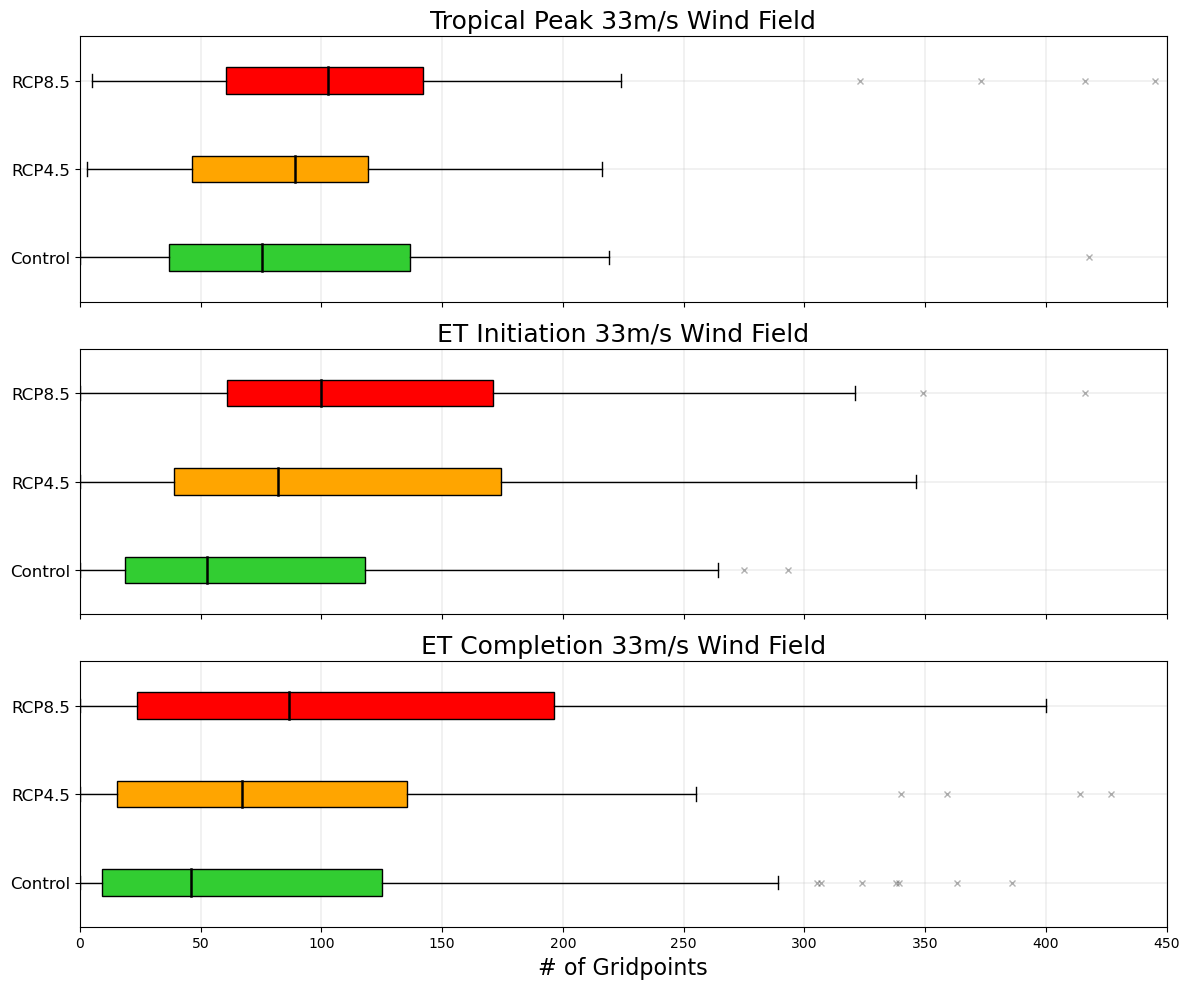 Tropical Peak 33m/s Wind Field
RCP8.5
RCP4.5
Control
ET Initiation 33m/s Wind Field
RCP8.5
RCP4.5
Control
ET Completion 33m/s Wind Field
RCP8.5
RCP4.5
Control
0 50 100 150 200 250 300 350 400 450
# of Gridpoints